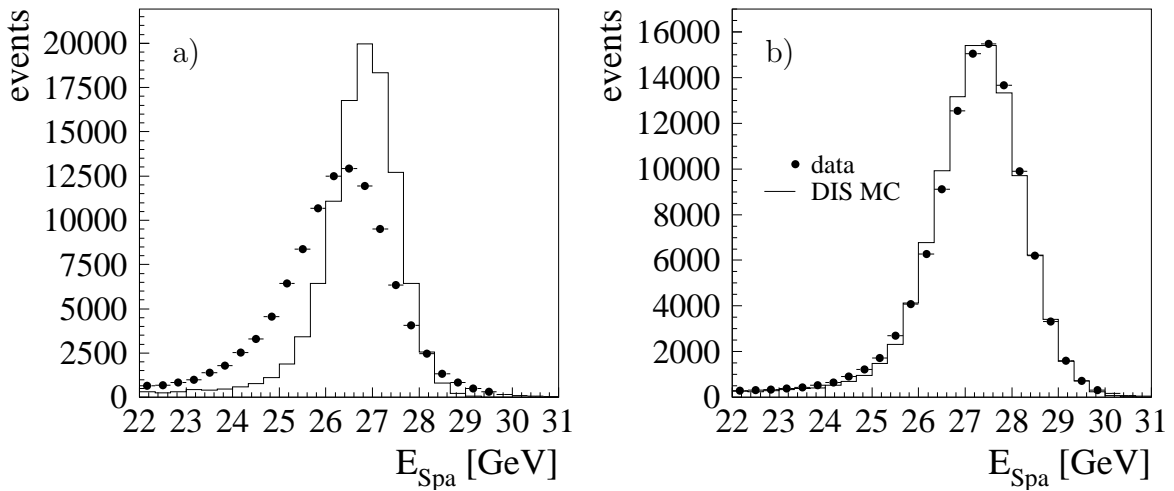 events
a)
20000
17500
15000
12500
10000
7500
5000
2500
0
22 23 24 25 26 27 28 29 30 31
E_Spa [GeV]
events
b)
16000
14000
12000
10000
8000
6000
4000
2000
0
data
DIS MC
22 23 24 25 26 27 28 29 30 31
E_Spa [GeV]